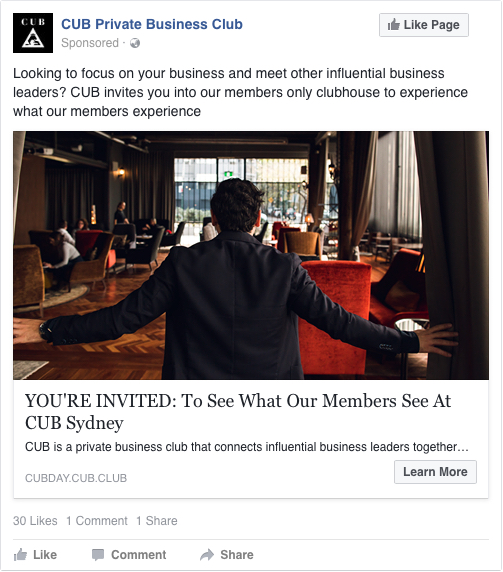 CUB
CUB Private Business Club
Sponsored ·
Like Page
Looking to focus on your business and meet other influential business
leaders? CUB invites you into our members only clubhouse to experience
what our members experience
YOU'RE INVITED: To See What Our Members See At
CUB Sydney
CUB is a private business club that connects influential business leaders together…
CUBDAY.CUB.CLUB
Learn More
30 Likes 1 Comment 1 Share
Like Comment Share